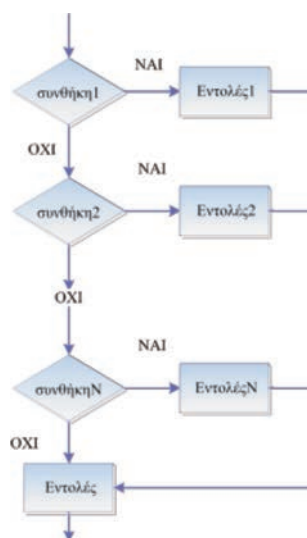 ΝΑΙ
συνθήκη1
Εντολές1
ΟΧΙ
ΝΑΙ
συνθήκη2
Εντολές2
ΟΧΙ
ΝΑΙ
συνθήκηΝ
ΕντολέςΝ
ΟΧΙ
Εντολές